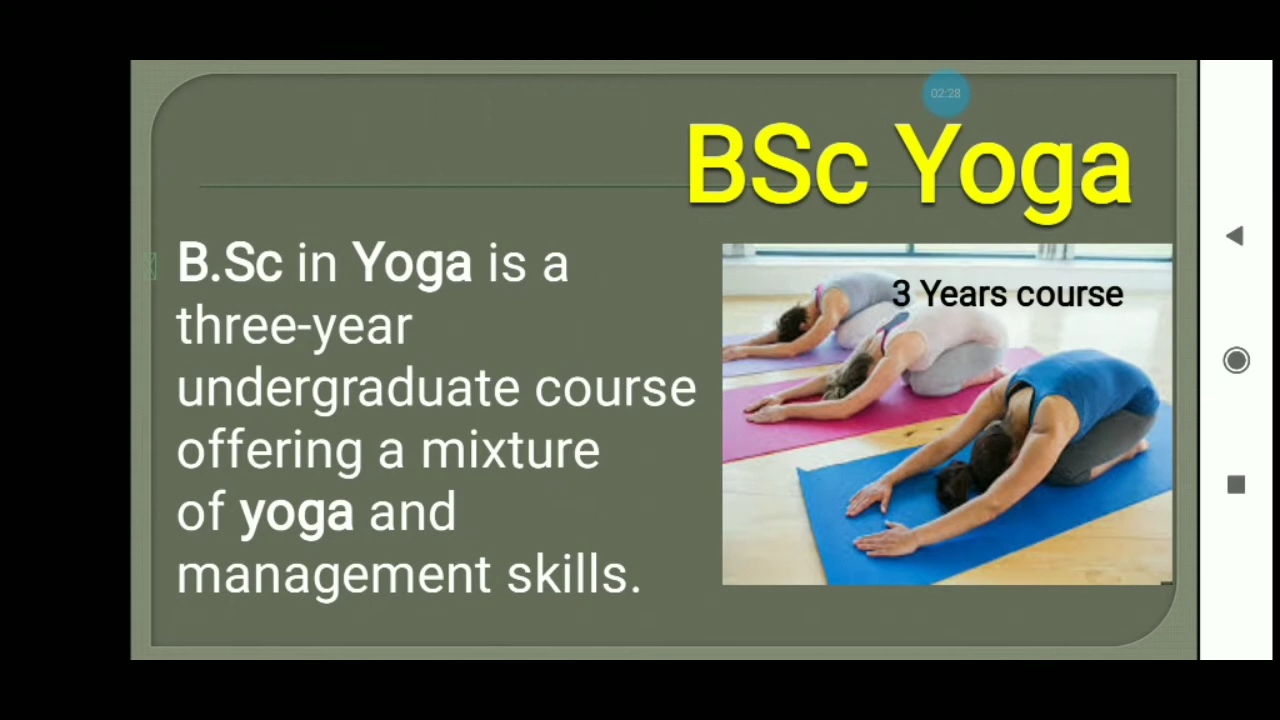 02:28
BSc Yoga
B.Sc in Yoga is a
three-year
undergraduate course
offering a mixture
of yoga and
management skills.
3 Years course